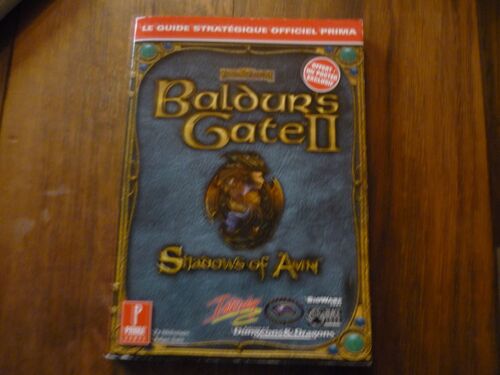 LE GUIDE STRATÉGIQUE OFFICIEL PRIMA
OFFERT :
UN POSTER
EXCLUSIF
Baldur's
Gate II
Shadows of Amn
PRIMA
Interplay
BIOWARE
Dungeons & Dragons